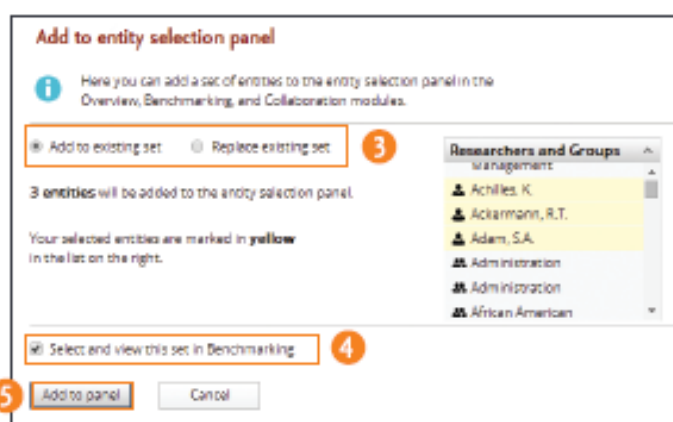 Add to entity selection panel
Here you can add a set of entities to the entity selection panel in the
Overview, Benchmarking, and Collaboration modules.
Add to existing set
Replace existing set
3
3 entities will be added to the entity selection panel.
Your selected entities are marked in yellow
in the list on the right.
Researchers and Groups
Management
Achilles, K.
Ackermann, R.T.
Adam, S.A.
Administration
Administration
African American
Select and view this set in Benchmarking
4
5
Add to panel
Cancel